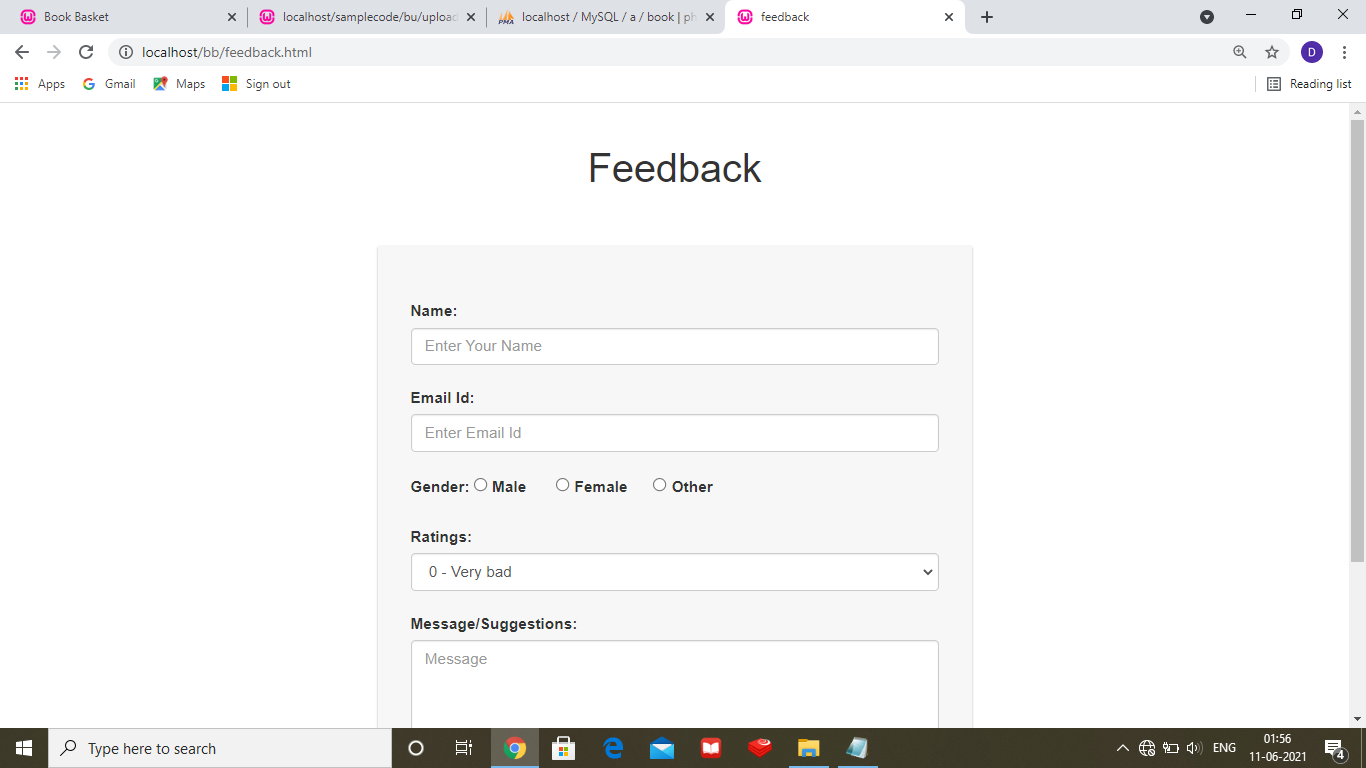 Book Basket
localhost/samplecode/bu/upload
localhost / MySQL / a / book | ph
feedback
localhost/bb/feedback.html
D
Apps
Gmail
Maps
Sign out
Reading list
Feedback
Name:
Enter Your Name
Email Id:
Enter Email Id
Gender: Male Female Other
Ratings:
0 - Very bad
Message/Suggestions:
Message
Type here to search
ENG
01:56
11-06-2021
4